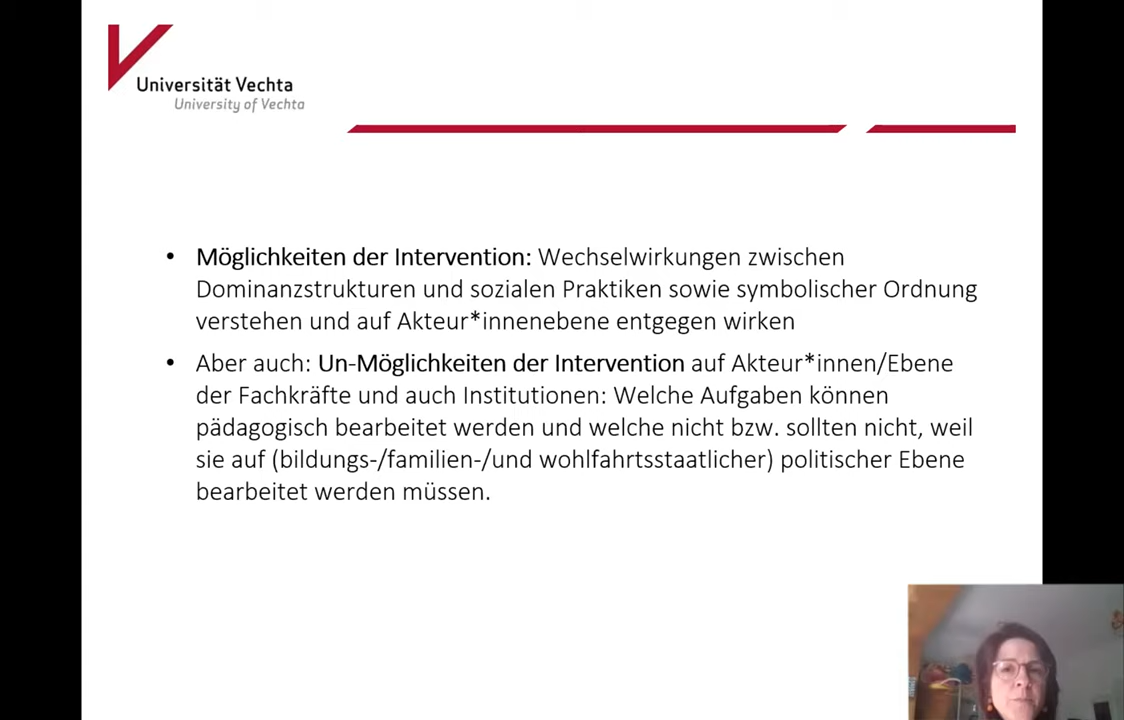 Universität Vechta
University of Vechta
• Möglichkeiten der Intervention: Wechselwirkungen zwischen
Dominanzstrukturen und sozialen Praktiken sowie symbolischer Ordnung
verstehen und auf Akteur*innenebene entgegen wirken
• Aber auch: Un-Möglichkeiten der Intervention auf Akteur*innen/Ebene
der Fachkräfte und auch Institutionen: Welche Aufgaben können
pädagogisch bearbeitet werden und welche nicht bzw. sollten nicht, weil
sie auf (bildungs-/familien-/und wohlfahrtsstaatlicher) politischer Ebene
bearbeitet werden müssen.